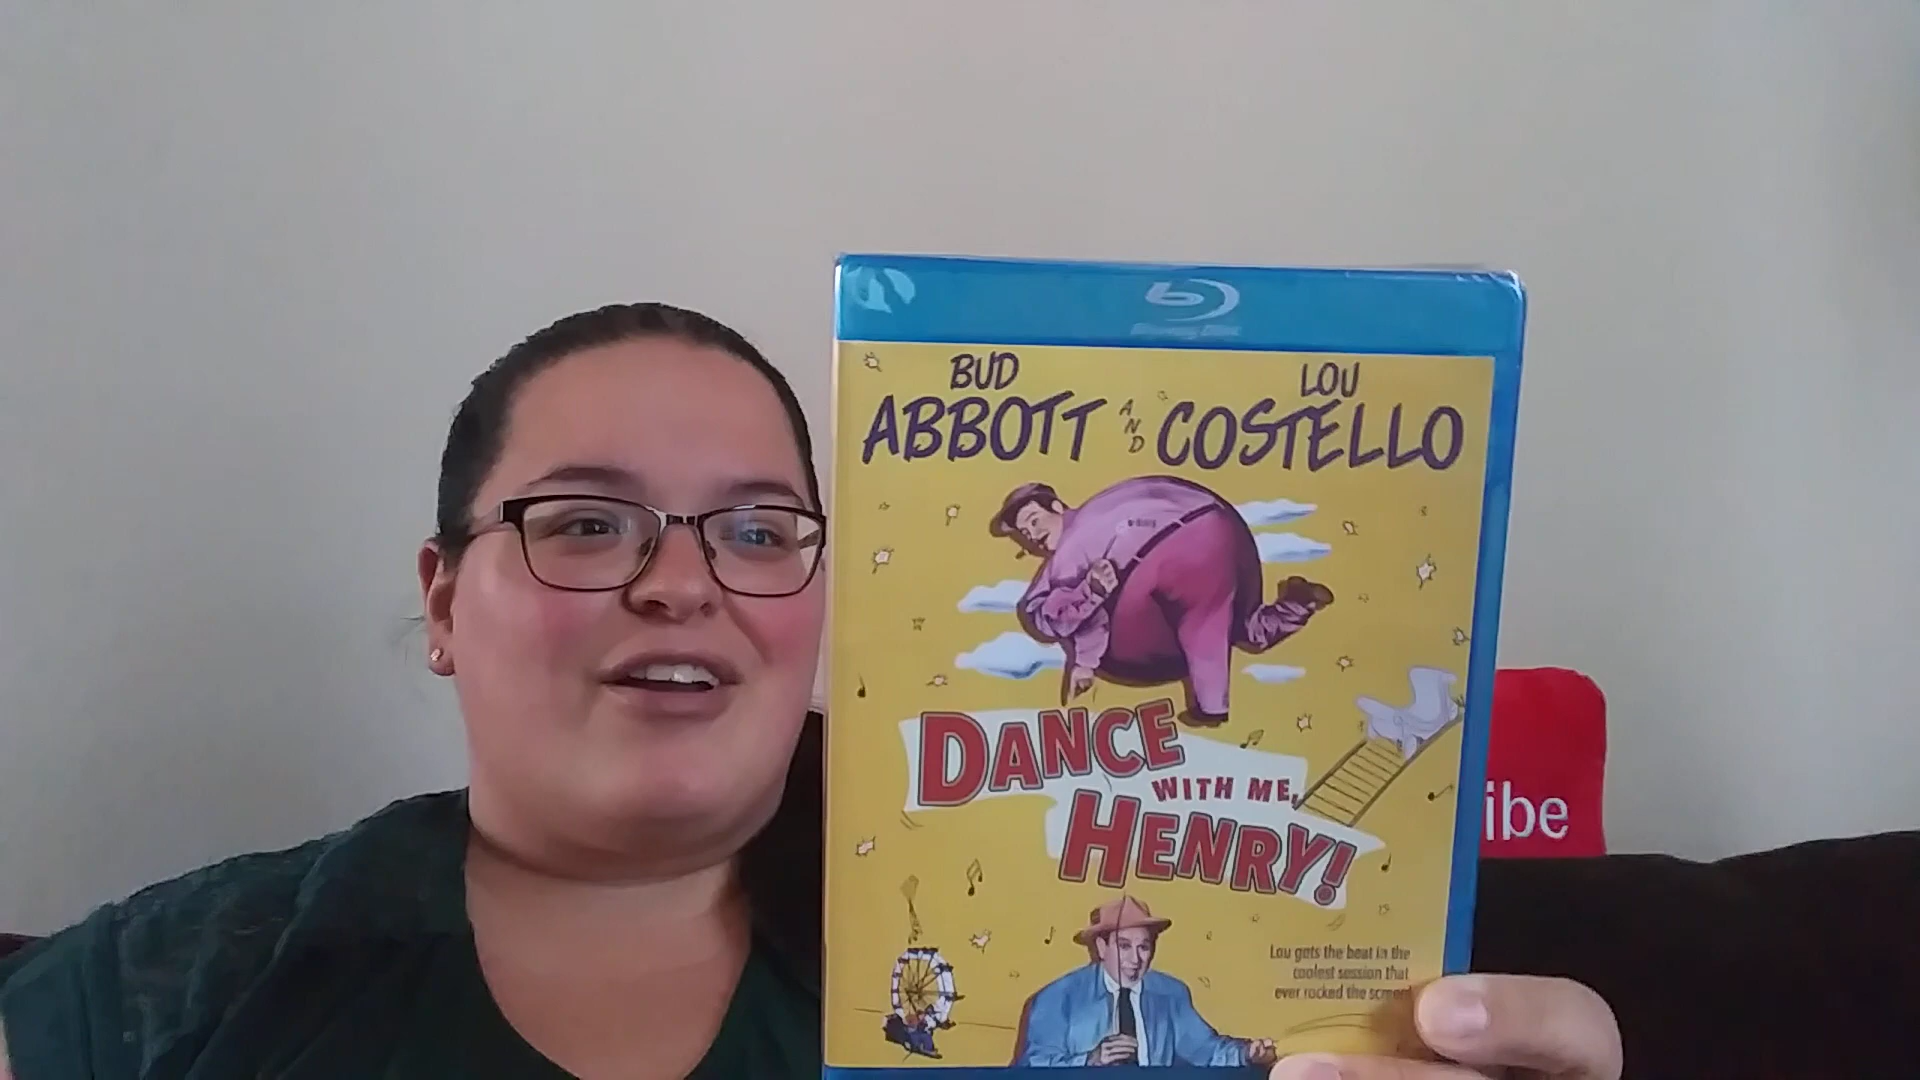 Blu-ray Disc
BUD LOU
ABBOTT AND COSTELLO
DANCE
WITH ME,
HENRY!
Lou gets the beat in the
coolest session that
ever rocked the screen!
ibe